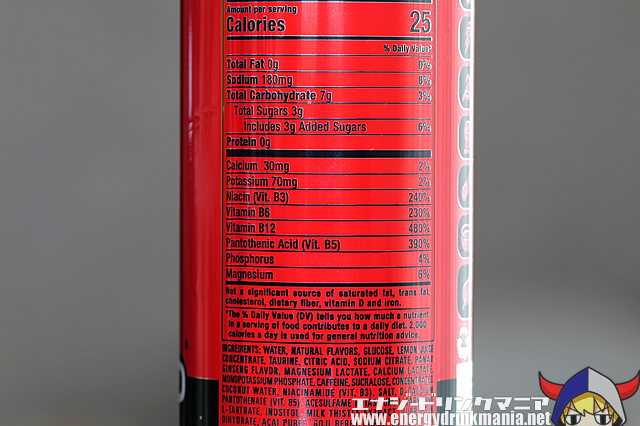 Amount per serving
Calories 25
% Daily Value*
Total Fat 0g 0%
Sodium 180mg 8%
Total Carbohydrate 7g 3%
Total Sugars 3g
Includes 3g Added Sugars 6%
Protein 0g
Calcium 30mg 2%
Potassium 70mg 2%
Niacin (Vit. B3) 240%
Vitamin B6 230%
Vitamin B12 480%
Pantothenic Acid (Vit. B5) 390%
Phosphorus 4%
Magnesium 6%
Not a significant source of saturated fat, trans fat,
cholesterol, dietary fiber, vitamin D and iron.
*The % Daily Value (DV) tells you how much a nutrient
in a serving of food contributes to a daily diet. 2,000
calories a day is used for general nutrition advice.
INGREDIENTS: WATER, NATURAL FLAVORS, GLUCOSE, LEMON JUICE
CONCENTRATE, TAURINE, CITRIC ACID, SODIUM CITRATE, PANAX
GINSENG FLAVOR, MAGNESIUM LACTATE, CALCIUM LACTATE,
MONOPOTASSIUM PHOSPHATE, CAFFEINE, SUCRALOSE,
COCONUT WATER, NIACINAMIDE (VIT. B3), SALT,
PANTOTHENATE (VIT. B5), ACESULFAME
L-TARTRATE, INOSITOL, MILK
エナジードリンクマニア
www.energydrinkmania.net